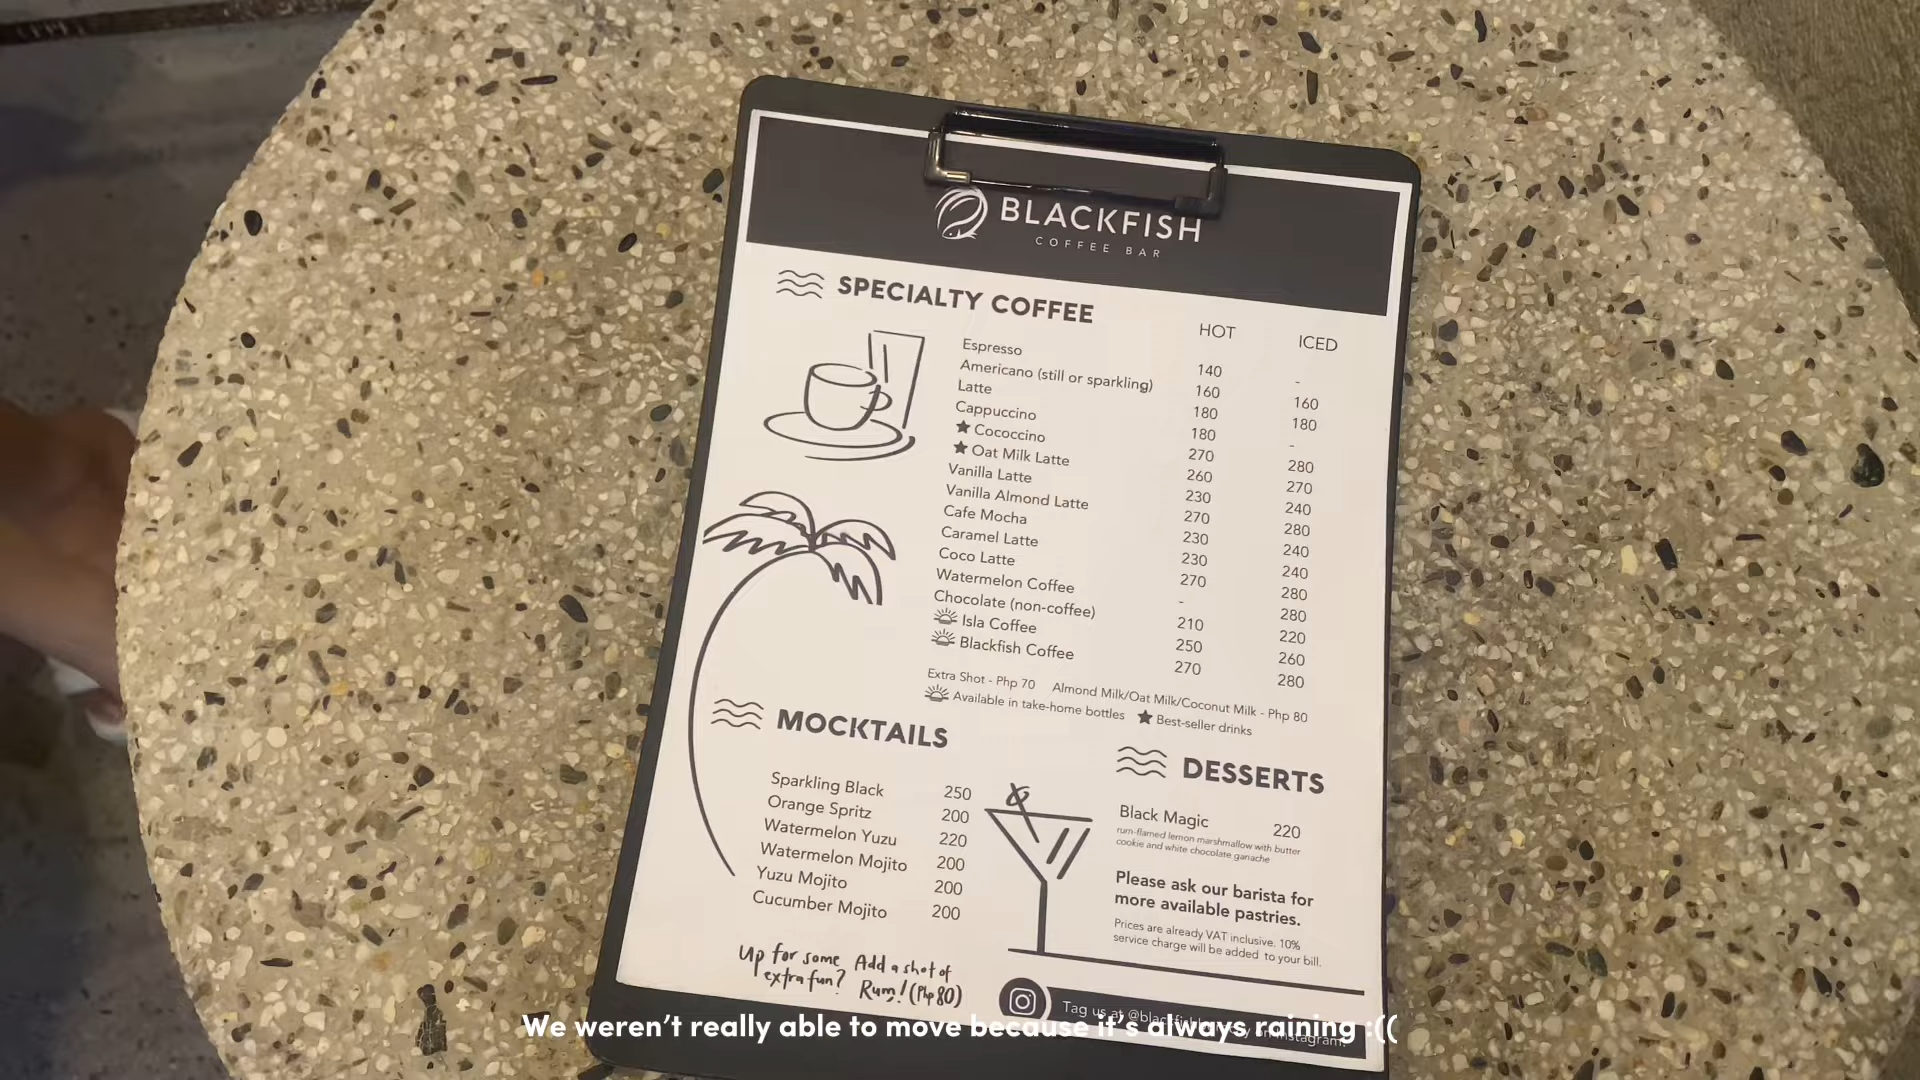 BLACKFISH
COFFEE BAR
SPECIALTY COFFEE
HOT ICED
Espresso 140 -
Americano (still or sparkling) 160 160
Latte 180 180
Cappuccino 180 -
Cococcino 270 280
Oat Milk Latte 260 270
Vanilla Latte 230 240
Vanilla Almond Latte 270 280
Cafe Mocha 230 240
Caramel Latte 230 240
Coco Latte 270 280
Watermelon Coffee - 280
Chocolate (non-coffee) 210 220
Isla Coffee 250 260
Blackfish Coffee 270 280
Extra Shot - Php 70 Almond Milk/Oat Milk/Coconut Milk - Php 80
Available in take-home bottles Best-seller drinks
MOCKTAILS
Sparkling Black 250
Orange Spritz 200
Watermelon Yuzu 220
Watermelon Mojito 200
Yuzu Mojito 200
Cucumber Mojito 200
Up for some extra fun?
Add a shot of Rum! (Php 80)
DESSERTS
Black Magic 220
rum-flamed lemon marshmallow with butter
cookie and white chocolate ganache
Please ask our barista for
more available pastries.
Prices are already VAT inclusive. 10%
service charge will be added to your bill.
Tag us at on Instagram!
We weren't really able to move because it's always raining :((